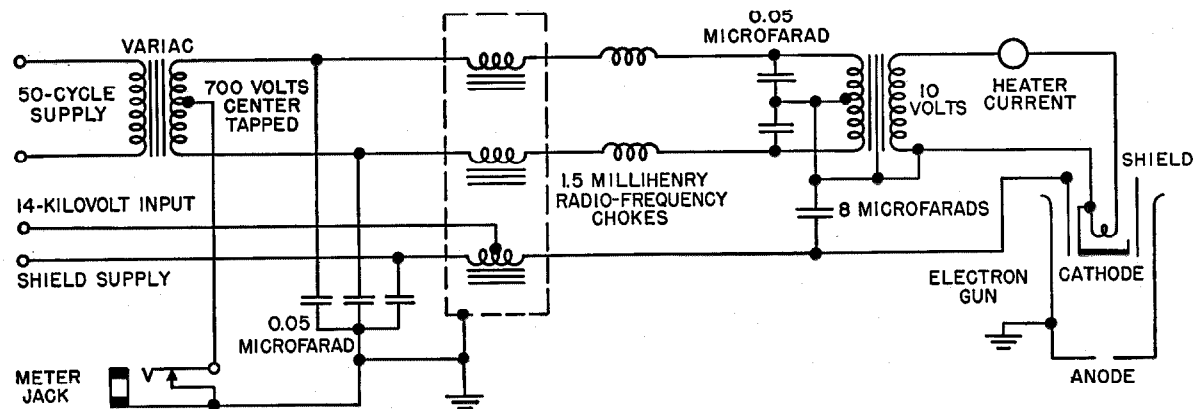 VARIAC
50-CYCLE
SUPPLY
700 VOLTS
CENTER
TAPPED
0.05
MICROFARAD
10
VOLTS
HEATER
CURRENT
SHIELD
14-KILOVOLT INPUT
1.5 MILLIHENRY
RADIO-FREQUENCY
CHOKES
8 MICROFARADS
SHIELD SUPPLY
ELECTRON
GUN
CATHODE
0.05
MICROFARAD
METER
JACK
V
ANODE